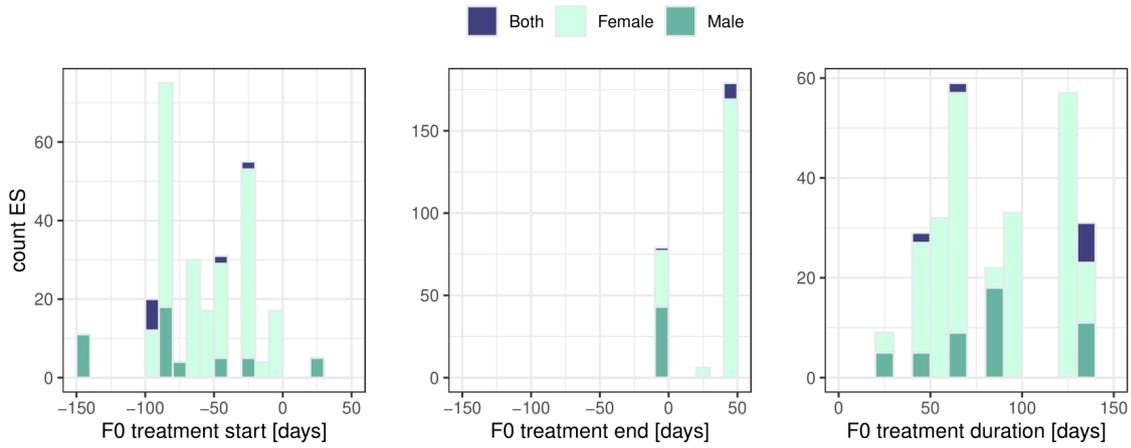 Both Female Male
count ES
60
40
20
0
−150 −100 −50 0 50
F0 treatment start [days]
150
100
50
0
−150 −100 −50 0 50
F0 treatment end [days]
60
40
20
0
0 50 100 150
F0 treatment duration [days]